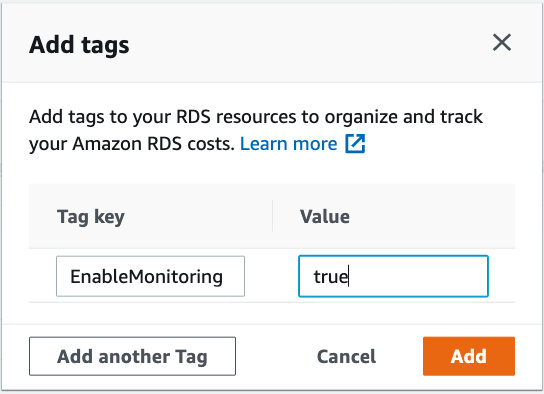 Add tags
Add tags to your RDS resources to organize and track
your Amazon RDS costs. Learn more
Tag key Value
EnableMonitoring true
Add another Tag Cancel Add